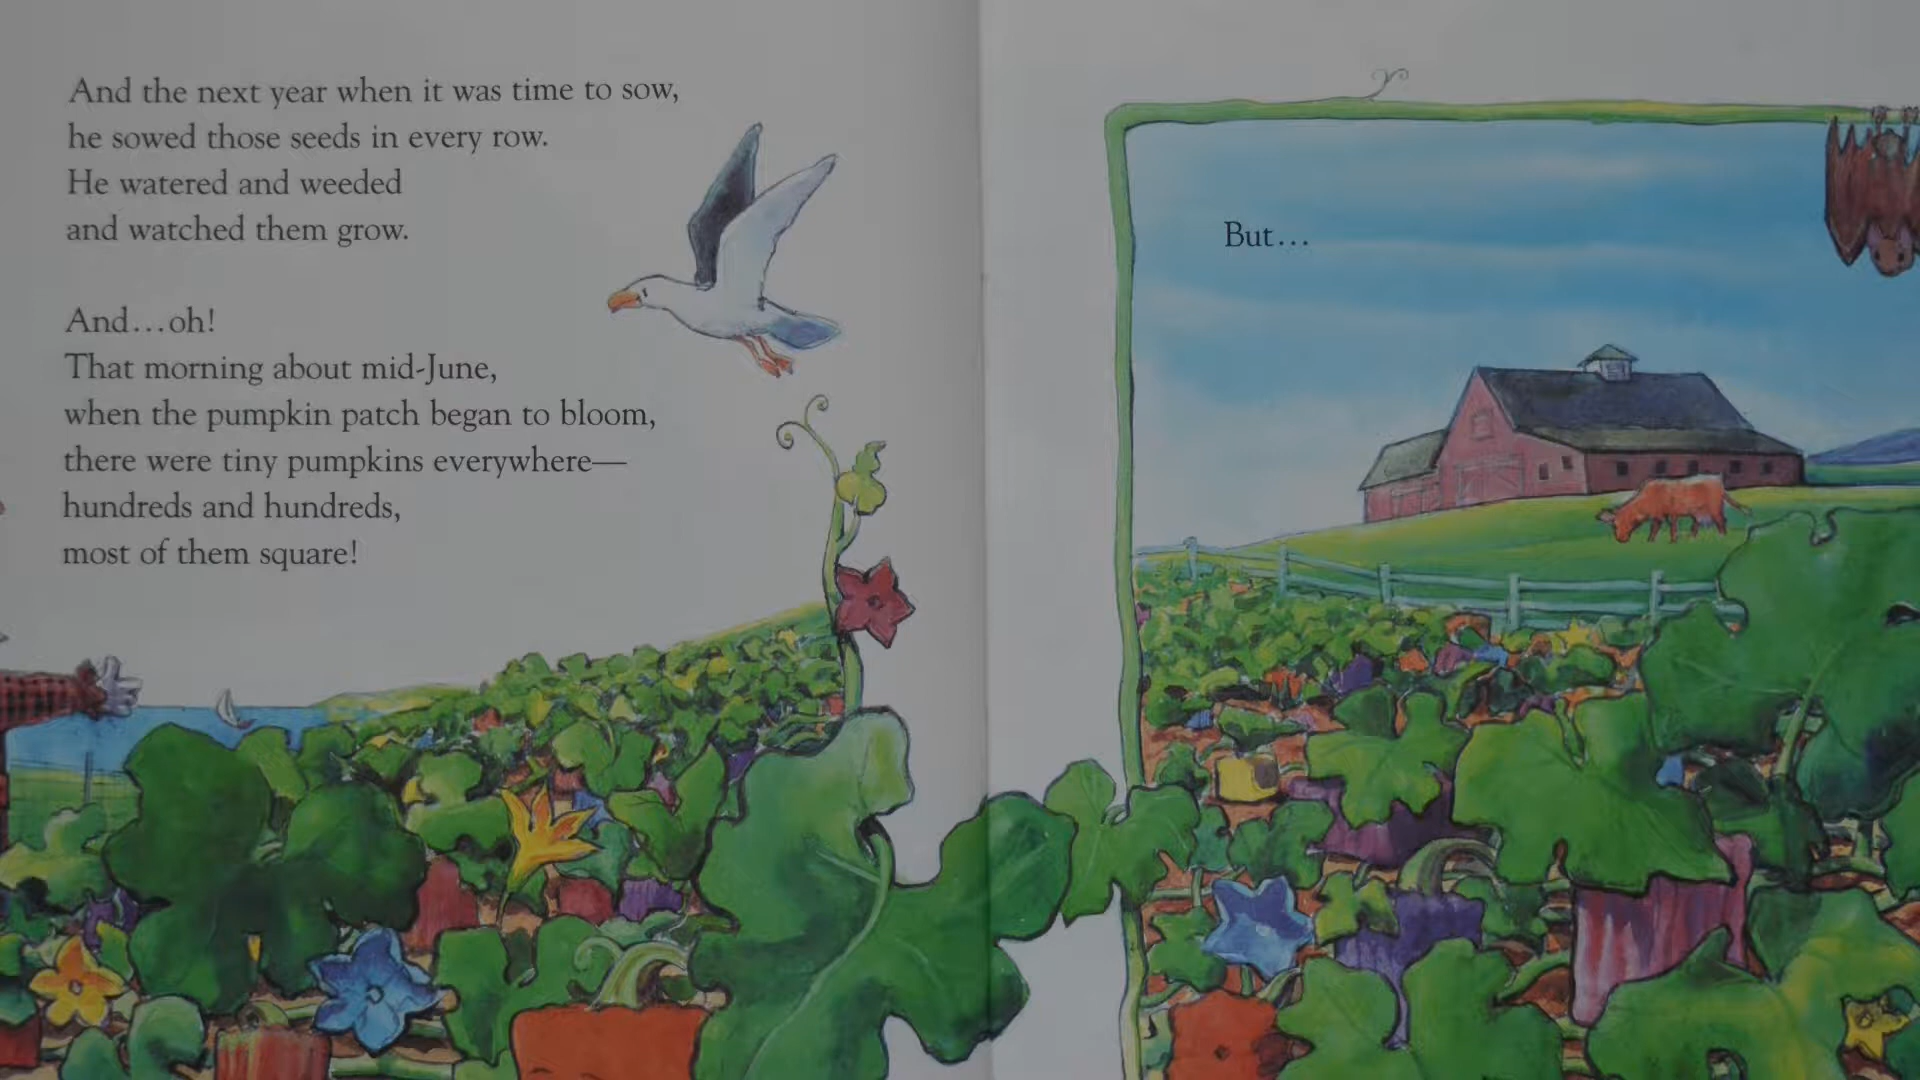 And the next year when it was time to sow,
he sowed those seeds in every row.
He watered and weeded
and watched them grow.
And...oh!
That morning about mid-June,
when the pumpkin patch began to bloom,
there were tiny pumpkins everywhere—
hundreds and hundreds,
most of them square!
But...